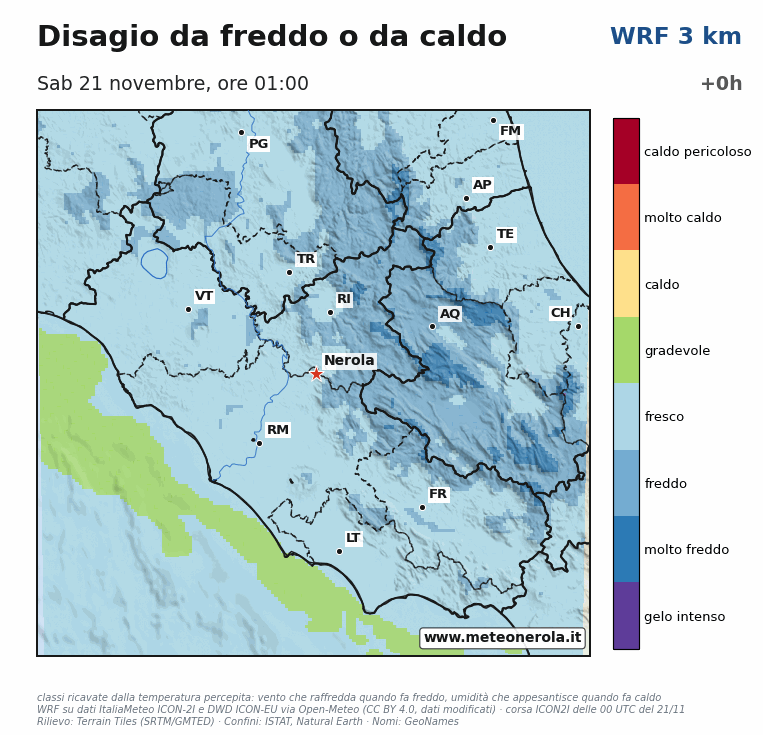 Disagio da freddo o da caldo
WRF 3 km
Sab 21 novembre, ore 01:00
+0h
FM
PG
caldo pericoloso
AP
molto caldo
TE
TR
caldo
VT
RI
AQ
CH
gradevole
Nerola
fresco
RM
freddo
FR
LT
molto freddo
gelo intenso
www.meteonerola.it
classi ricavate dalla temperatura percepita: vento che raffredda quando fa freddo, umidità che appesantisce quando fa caldo
WRF su dati ItaliaMeteo ICON-2I e DWD ICON-EU via Open-Meteo (CC BY 4.0, dati modificati) · corsa ICON2I delle 00 UTC del 21/11
Rilievo: Terrain Tiles (SRTM/GMTED) · Confini: ISTAT, Natural Earth · Nomi: GeoNames